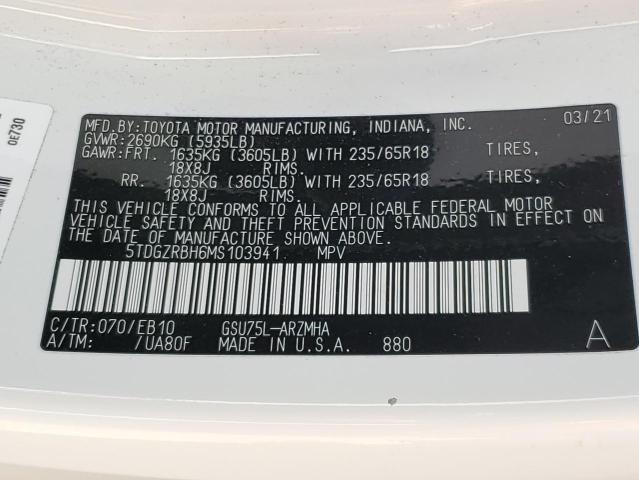 MFD.BY:TOYOTA MOTOR MANUFACTURING, INDIANA, INC. 03/21
GVWR:2690KG (5935LB)
GAWR:FRT. 1635KG (3605LB) WITH 235/65R18 TIRES,
18X8J RIMS.
RR. 1635KG (3605LB) WITH 235/65R18 TIRES,
18X8J RIMS.
THIS VEHICLE CONFORMS TO ALL APPLICABLE FEDERAL MOTOR
VEHICLE SAFETY AND THEFT PREVENTION STANDARDS IN EFFECT ON
THE DATE OF MANUFACTURE SHOWN ABOVE.
5TDGZRBH6MS103941 MPV
C/TR:070/EB10 GSU75L-ARZMHA
A/TM: /UA80F MADE IN U.S.A. 880 A
0E730